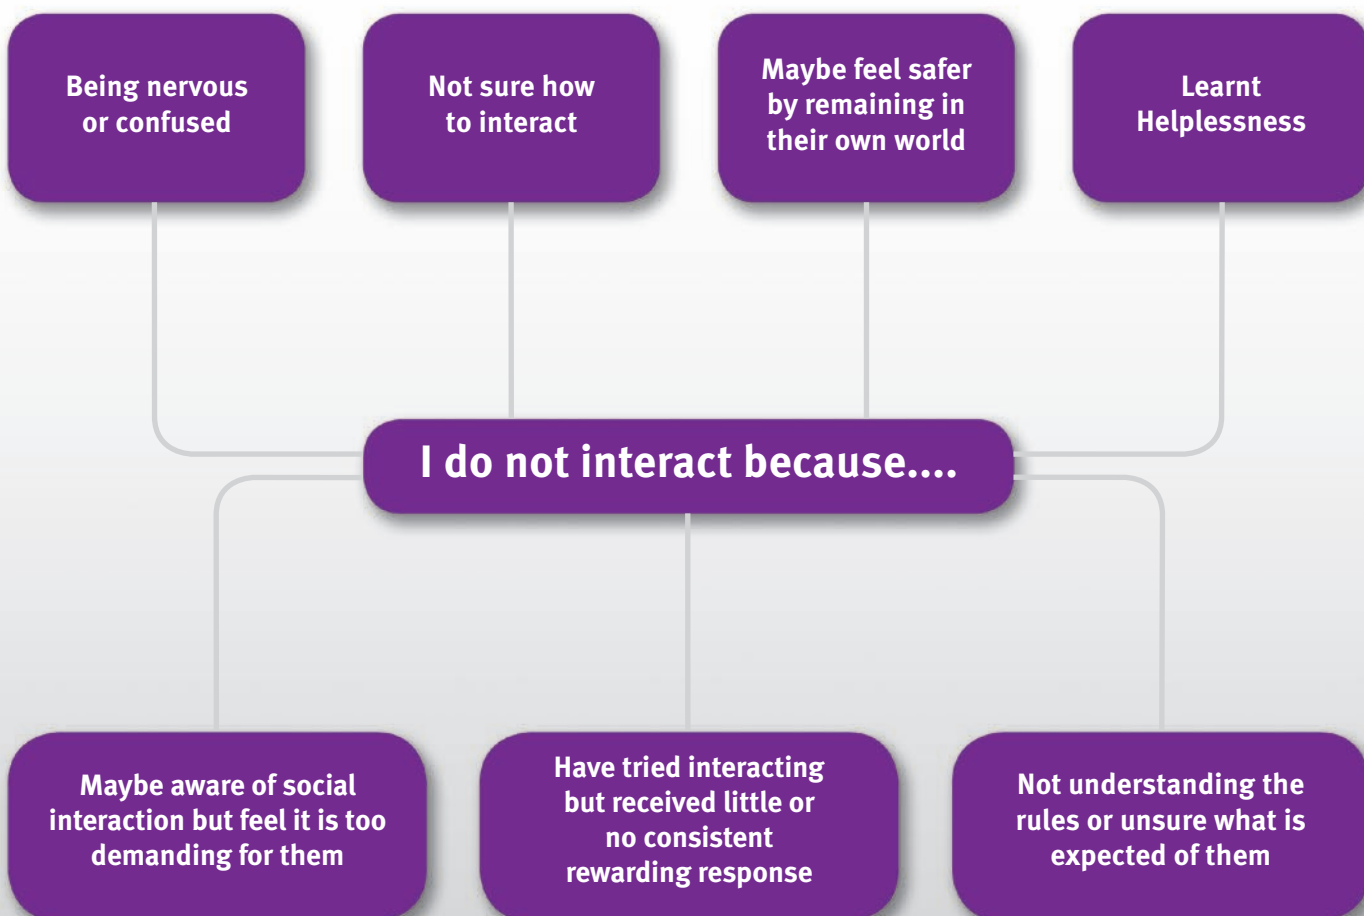 Being nervous
or confused
Not sure how
to interact
Maybe feel safer
by remaining in
their own world
Learnt
Helplessness
I do not interact because....
Maybe aware of social
interaction but feel it is too
demanding for them
Have tried interacting
but received little or
no consistent
rewarding response
Not understanding the
rules or unsure what is
expected of them